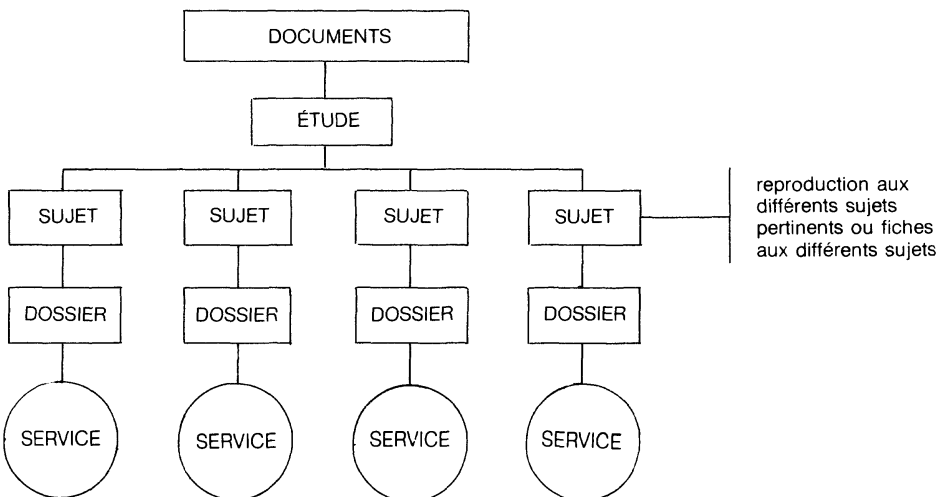 DOCUMENTS
ÉTUDE
SUJET SUJET SUJET SUJET
reproduction aux
différents sujets
pertinents ou fiches
aux différents sujets
DOSSIER DOSSIER DOSSIER DOSSIER
SERVICE SERVICE SERVICE SERVICE